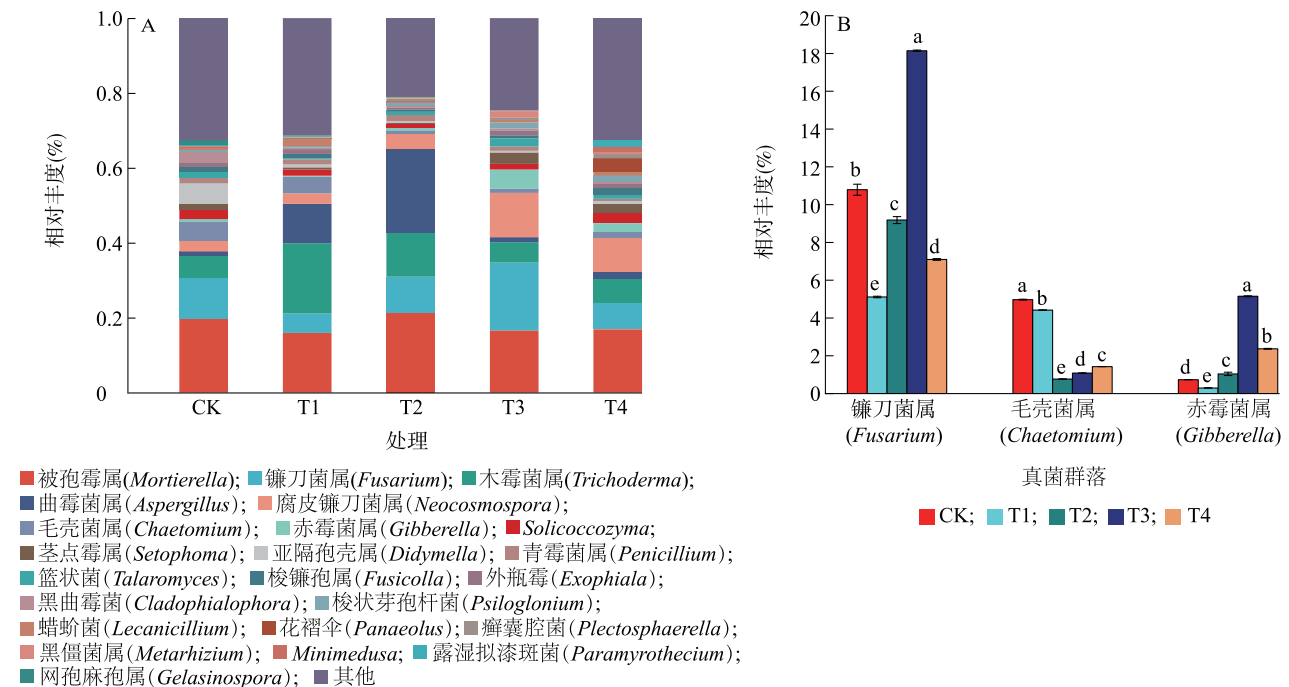 A
相对丰度(%)
1.0
0.8
0.6
0.4
0.2
0
CK T1 T2 T3 T4
处理
被孢霉属(Mortierella); 镰刀菌属(Fusarium); 木霉菌属(Trichoderma);
曲霉菌属(Aspergillus); 腐皮镰刀菌属(Neocosmospora);
毛壳菌属(Chaetomium); 赤霉菌属(Gibberella); Solicoccozyma;
茎点霉属(Setophoma); 亚隔孢壳属(Didymella); 青霉菌属(Penicillium);
篮状菌(Talaromyces); 梭镰孢属(Fusicolla); 外瓶霉(Exophiala);
黑曲霉菌(Cladophialophora); 梭状芽孢杆菌(Psiloglonium);
蜡蚧菌(Lecanicillium); 花褶伞(Panaeolus); 癣囊腔菌(Plectosphaerella);
黑僵菌属(Metarhizium); Minimedusa; 露湿拟漆斑菌(Paramyrothecium);
网孢麻孢属(Gelasinospora); 其他
B
相对丰度(%)
20
18
16
14
12
10
8
6
4
2
0
b e c a d
a b e d c
d e c a b
镰刀菌属 毛壳菌属 赤霉菌属
(Fusarium) (Chaetomium) (Gibberella)
真菌群落
CK; T1; T2; T3; T4